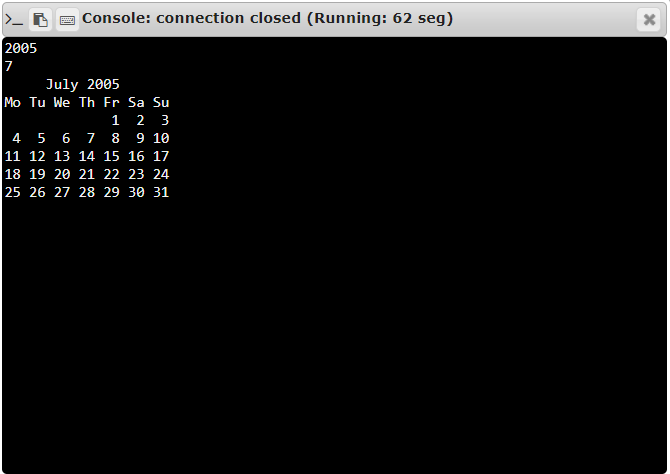 Console: connection closed (Running: 62 seg)
2005
7
     July 2005
Mo Tu We Th Fr Sa Su
             1  2  3
 4  5  6  7  8  9 10
11 12 13 14 15 16 17
18 19 20 21 22 23 24
25 26 27 28 29 30 31